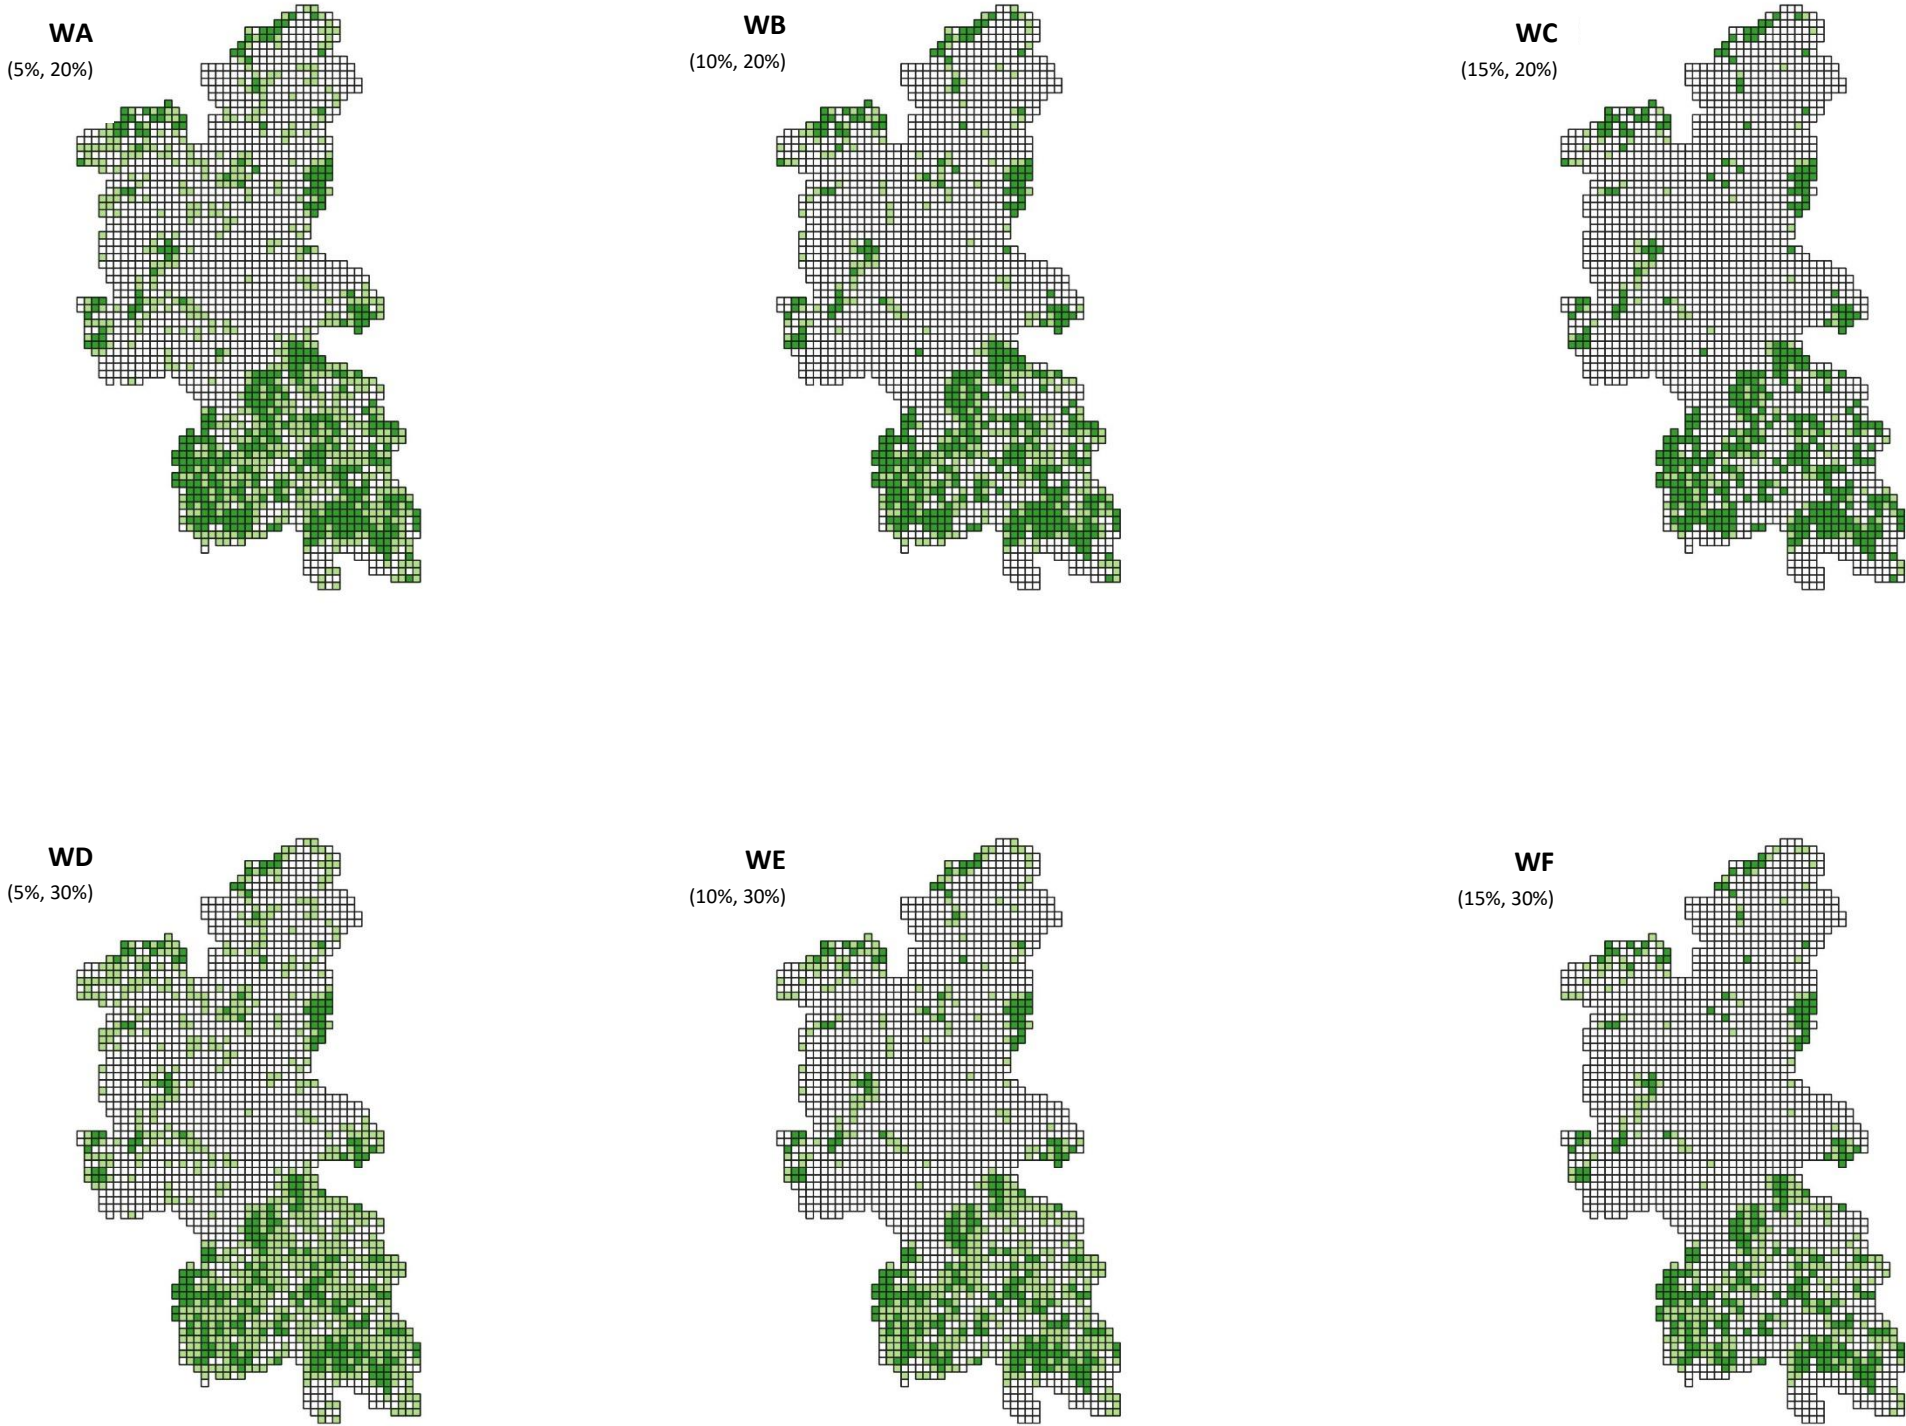 WA
(5%, 20%)
WB
(10%, 20%)
WC
(15%, 20%)
WD
(5%, 30%)
WE
(10%, 30%)
WF
(15%, 30%)